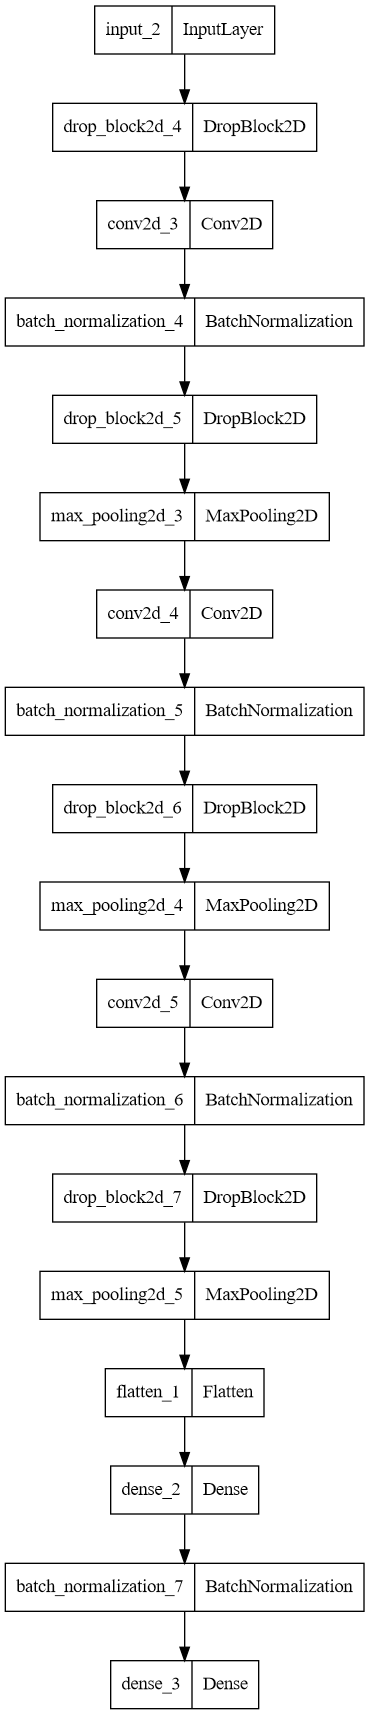 input_2 InputLayer
drop_block2d_4 DropBlock2D
conv2d_3 Conv2D
batch_normalization_4 BatchNormalization
drop_block2d_5 DropBlock2D
max_pooling2d_3 MaxPooling2D
conv2d_4 Conv2D
batch_normalization_5 BatchNormalization
drop_block2d_6 DropBlock2D
max_pooling2d_4 MaxPooling2D
conv2d_5 Conv2D
batch_normalization_6 BatchNormalization
drop_block2d_7 DropBlock2D
max_pooling2d_5 MaxPooling2D
flatten_1 Flatten
dense_2 Dense
batch_normalization_7 BatchNormalization
dense_3 Dense